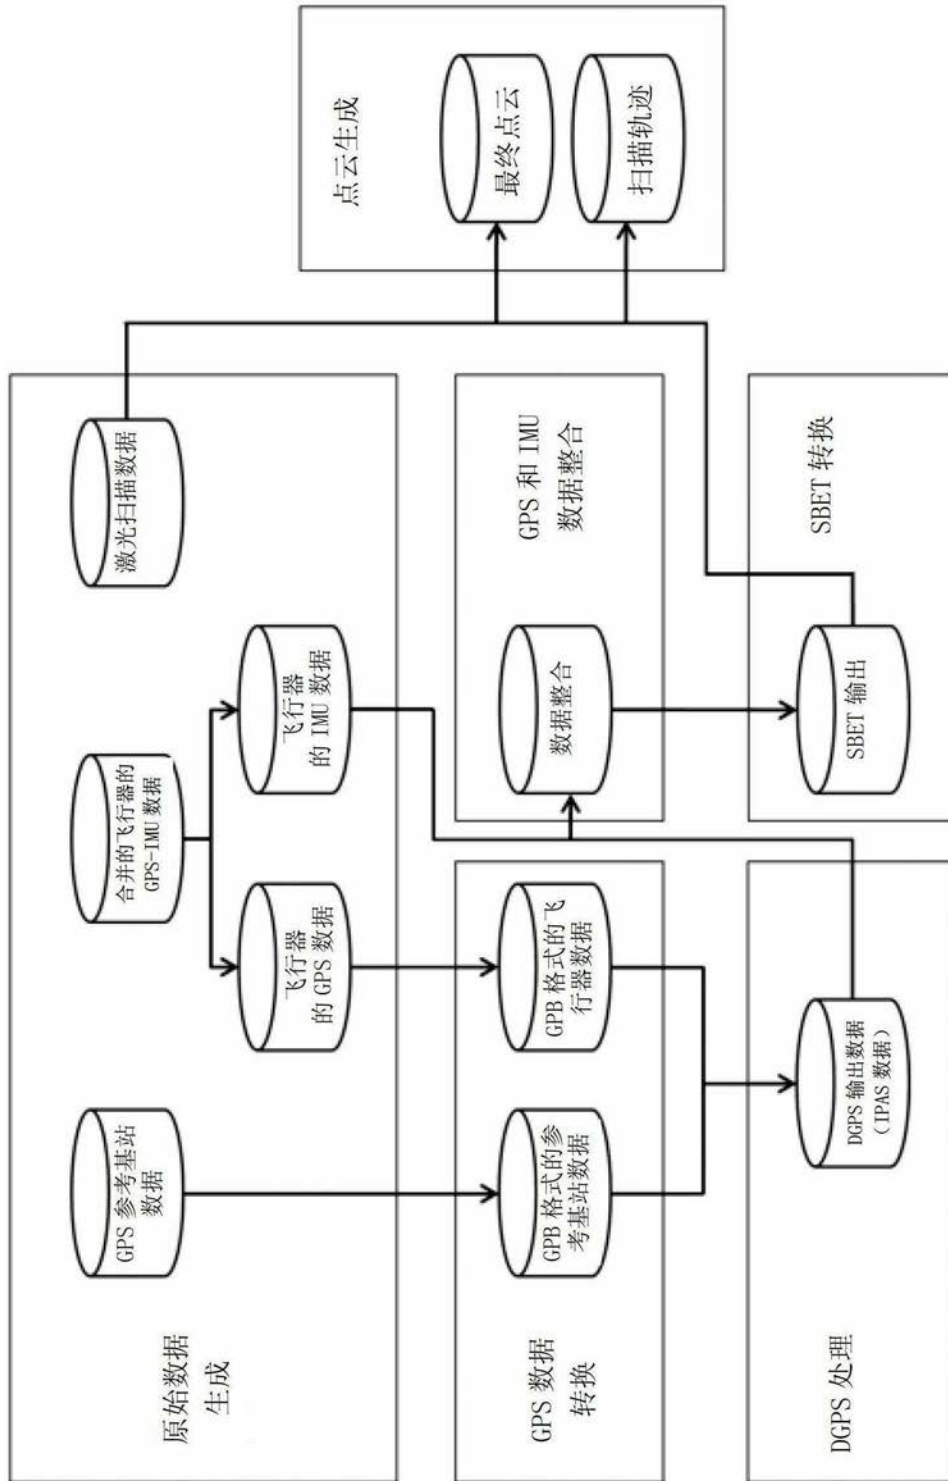 原始数据
生成
GPS 参考基站
数据
合并的飞行器的
GPS-IMU 数据
激光扫描数据
飞行器
的 GPS 数据
飞行器
的 IMU 数据
GPS 数据
转换
GPB 格式的参
考基站数据
GPB 格式的飞
行器数据
数据整合
GPS 和 IMU
数据整合
DGPS 处理
DGPS 输出数据
(IPAS 数据)
SBET 输出
SBET 转换
点云生成
最终点云
扫描轨迹